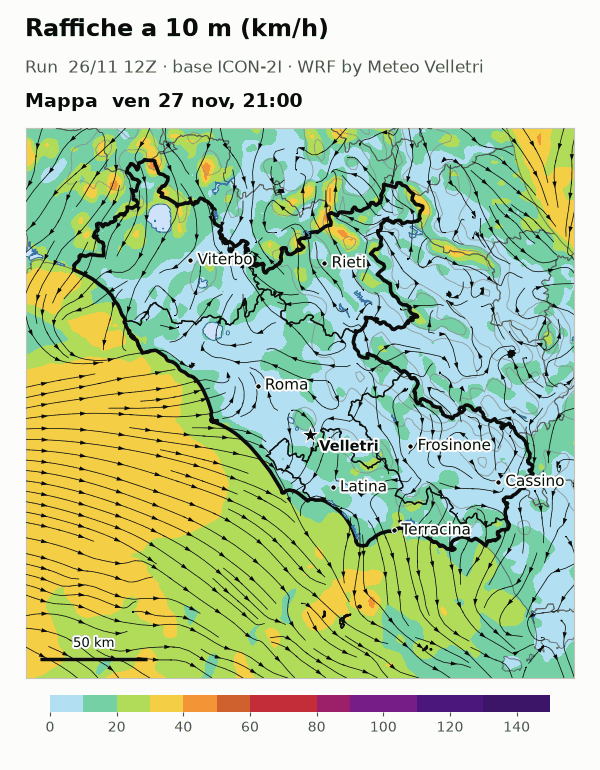 Raffiche a 10 m (km/h)
Run  26/11 12Z · base ICON-2I · WRF by Meteo Velletri
Mappa  ven 27 nov, 21:00
Viterbo
Rieti
Roma
Velletri
Frosinone
Cassino
Latina
Terracina
50 km
0 20 40 60 80 100 120 140